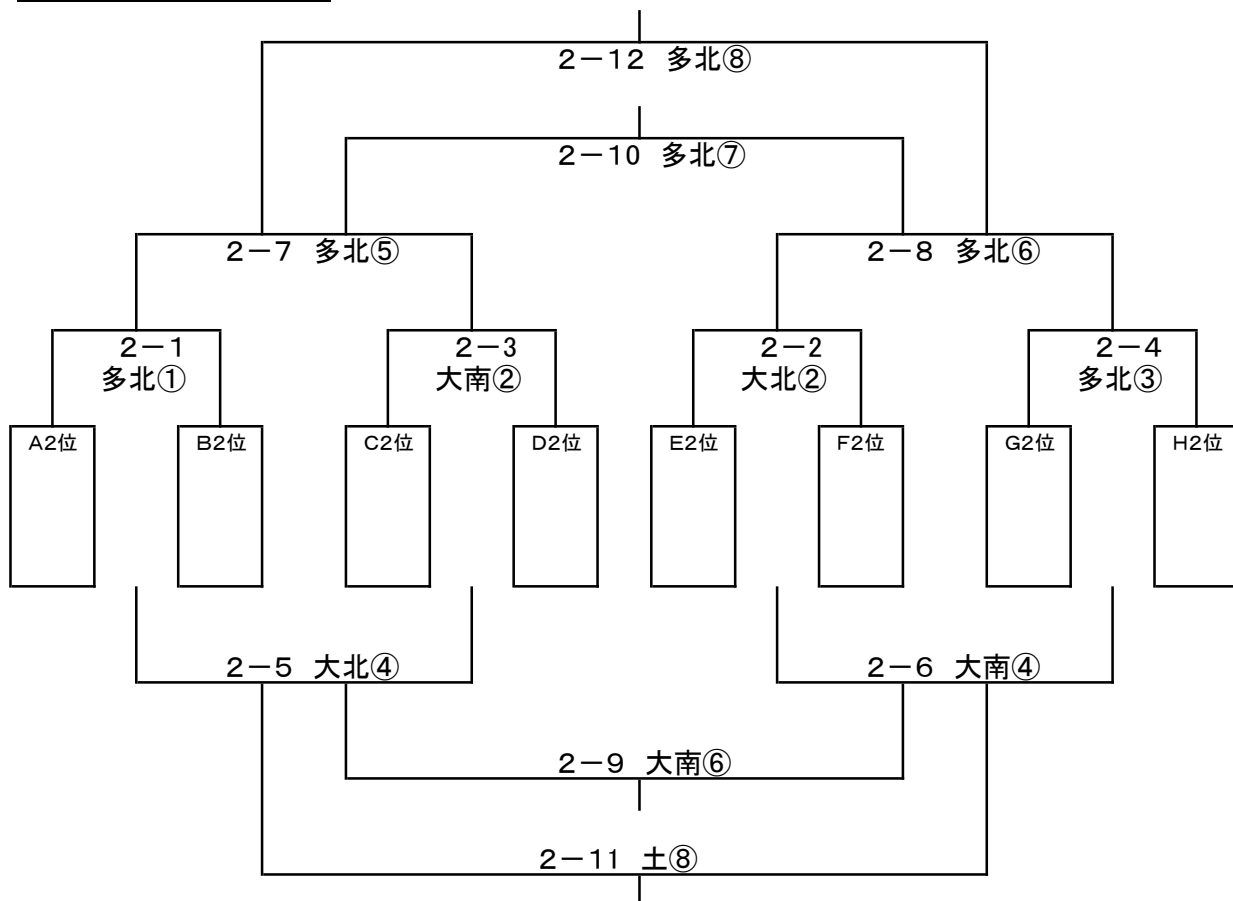 2－12 多北⑧
2－10 多北⑦
2－7 多北⑤
2－8 多北⑥
2－1
多北①
2－3
大南②
2－2
大北②
2－4
多北③
A2位
B2位
C2位
D2位
E2位
F2位
G2位
H2位
2－5 大北④
2－6 大南④
2－9 大南⑥
2－11 土⑧